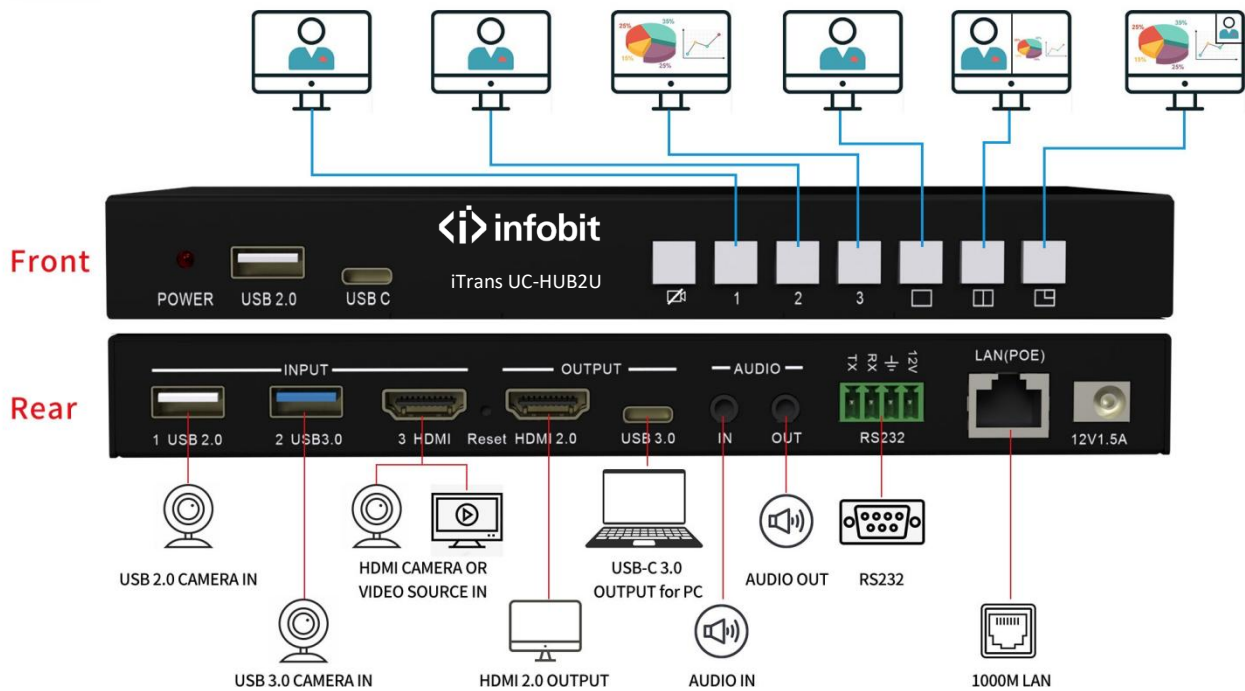 15%
25%
Front
infobit
iTrans UC-HUB2U
POWER
USB 2.0
USB C
1
2
3
Rear
INPUT
OUTPUT
AUDIO
TX
RX
12V
LAN(POE)
1 USB 2.0
2 USB3.0
3 HDMI
Reset
HDMI 2.0
USB 3.0
IN
OUT
RS232
12V1.5A
USB 2.0 CAMERA IN
HDMI CAMERA OR
VIDEO SOURCE IN
USB-C 3.0
OUTPUT for PC
AUDIO OUT
RS232
USB 3.0 CAMERA IN
HDMI 2.0 OUTPUT
AUDIO IN
1000M LAN